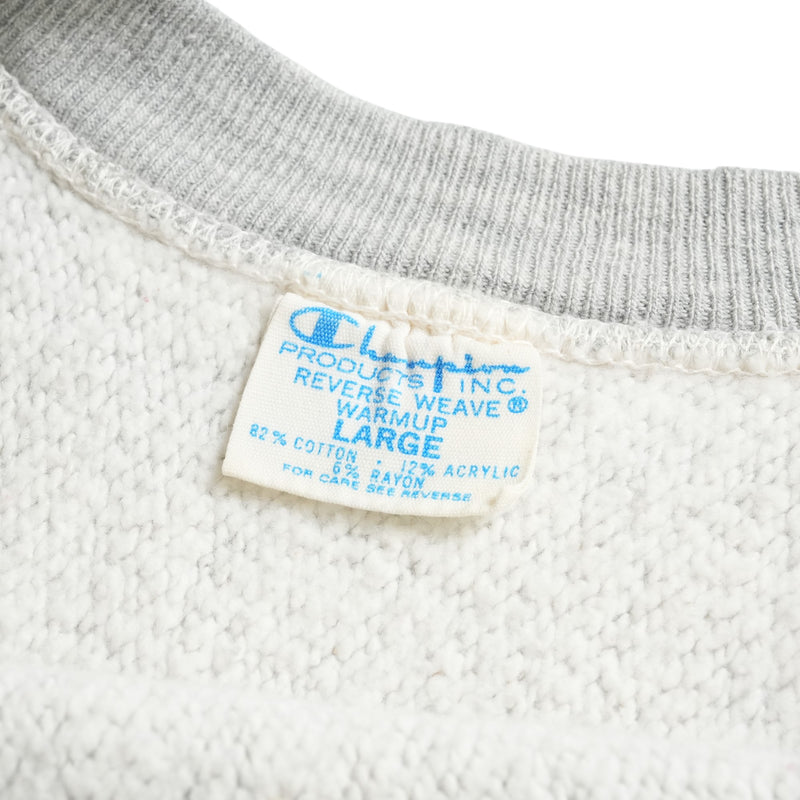 Champion
PRODUCTS INC.
REVERSE WEAVE®
WARMUP
LARGE
82% COTTON · 12% ACRYLIC
6% RAYON
FOR CARE SEE REVERSE